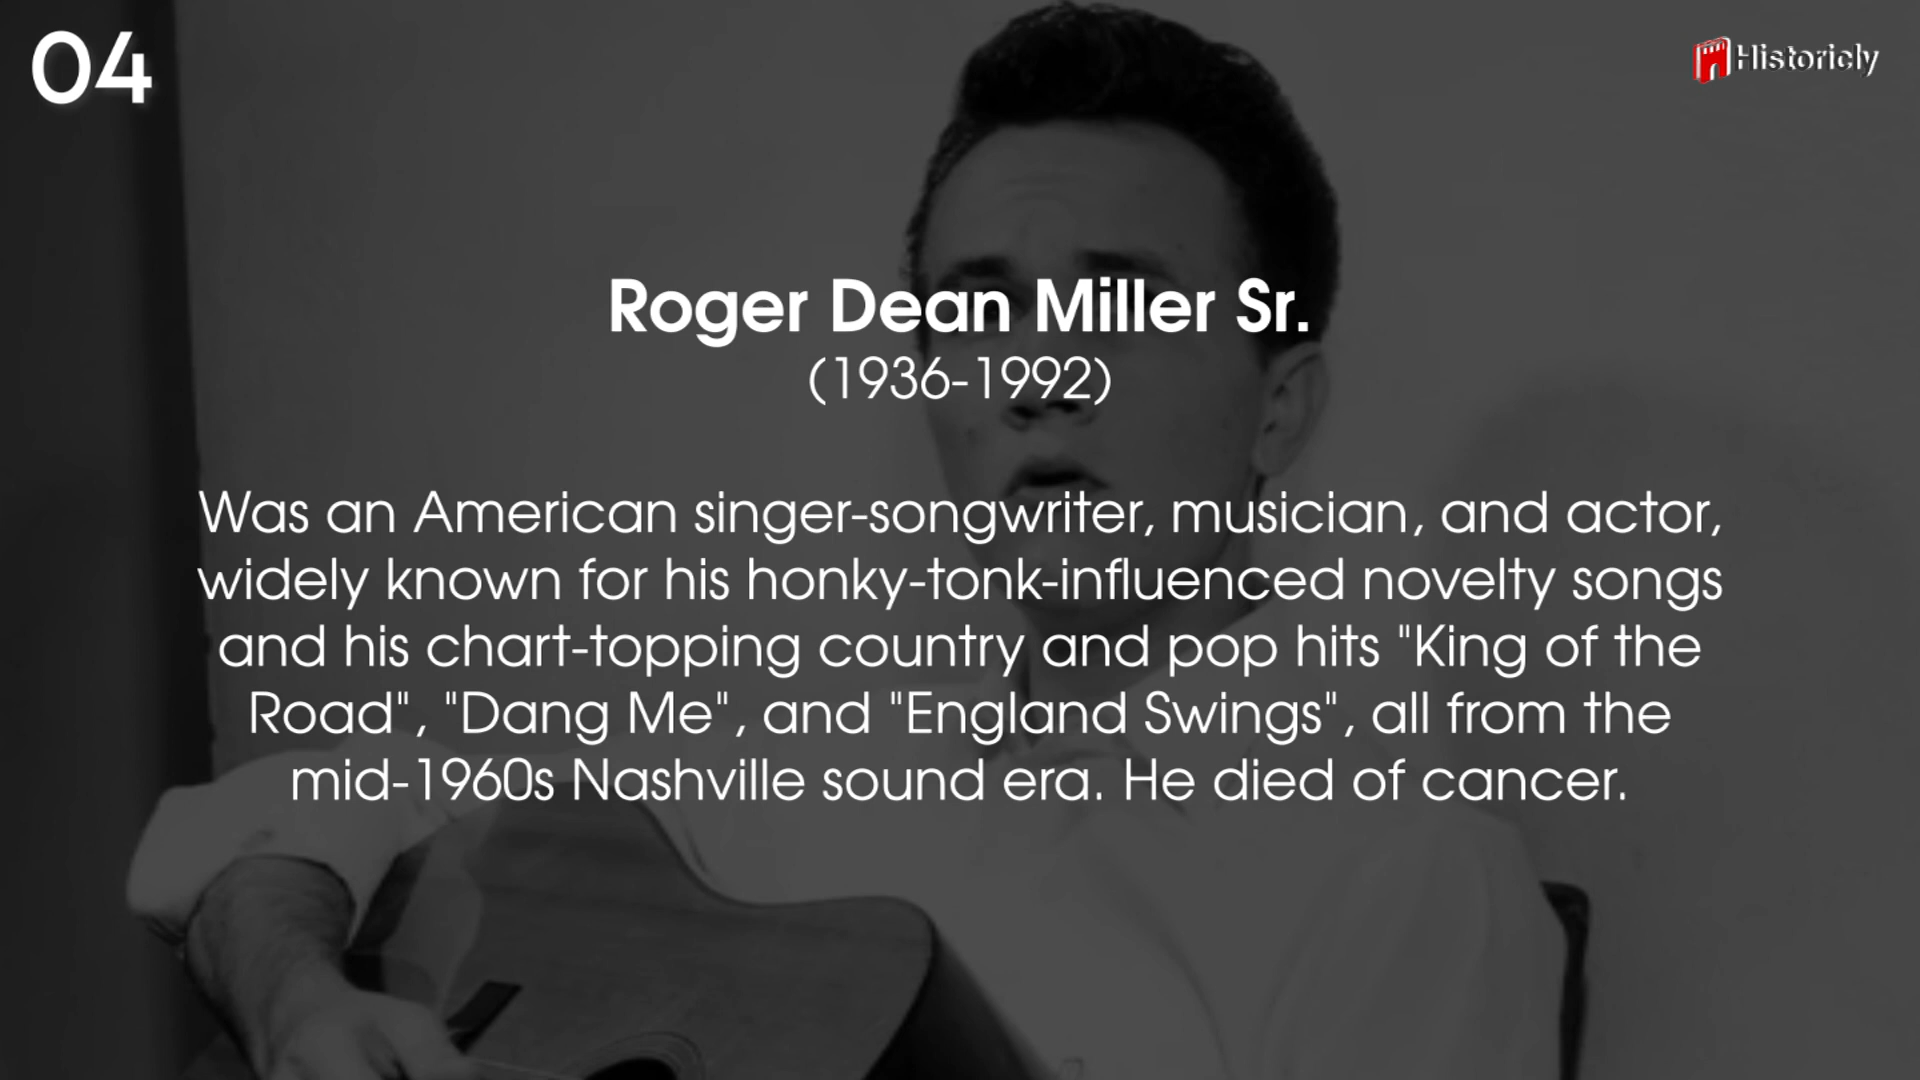 04
Historicly
Roger Dean Miller Sr.
(1936-1992)
Was an American singer-songwriter, musician, and actor,
widely known for his honky-tonk-influenced novelty songs
and his chart-topping country and pop hits "King of the
Road", "Dang Me", and "England Swings", all from the
mid-1960s Nashville sound era. He died of cancer.